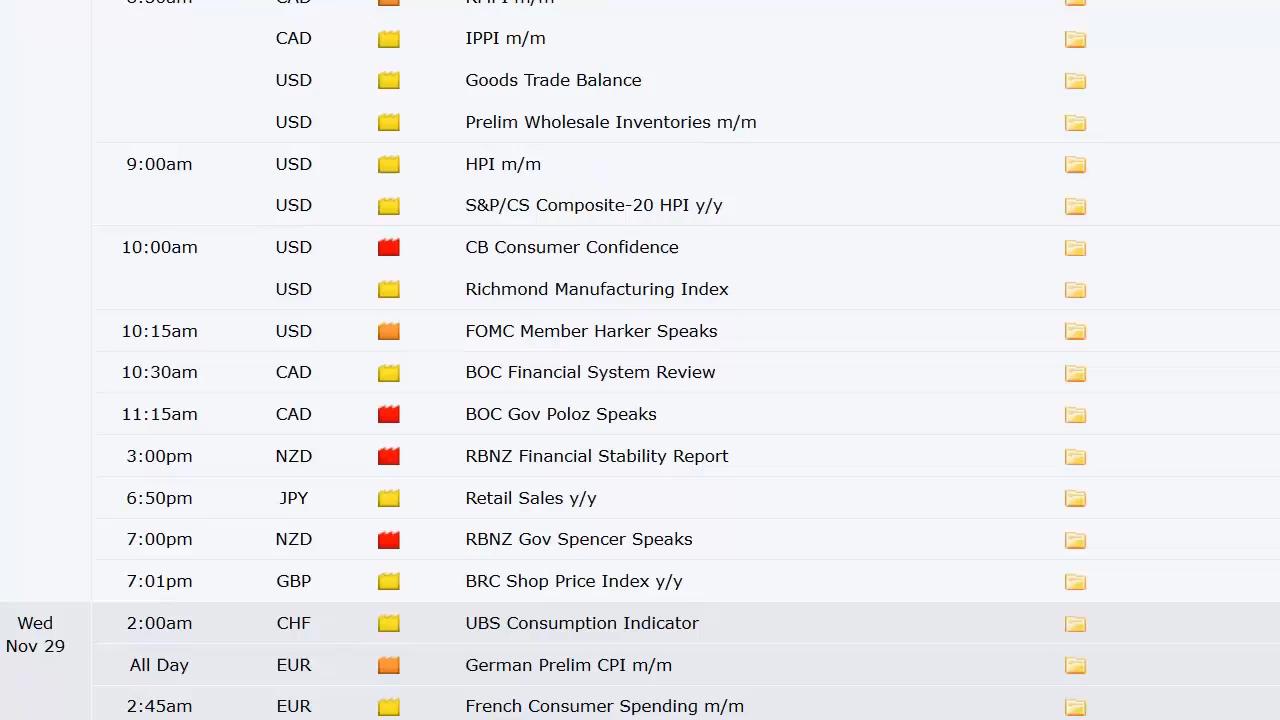 CAD IPPI m/m
USD Goods Trade Balance
USD Prelim Wholesale Inventories m/m
9:00am USD HPI m/m
USD S&P/CS Composite-20 HPI y/y
10:00am USD CB Consumer Confidence
USD Richmond Manufacturing Index
10:15am USD FOMC Member Harker Speaks
10:30am CAD BOC Financial System Review
11:15am CAD BOC Gov Poloz Speaks
3:00pm NZD RBNZ Financial Stability Report
6:50pm JPY Retail Sales y/y
7:00pm NZD RBNZ Gov Spencer Speaks
7:01pm GBP BRC Shop Price Index y/y
Wed 2:00am CHF UBS Consumption Indicator
Nov 29
All Day EUR German Prelim CPI m/m
2:45am EUR French Consumer Spending m/m